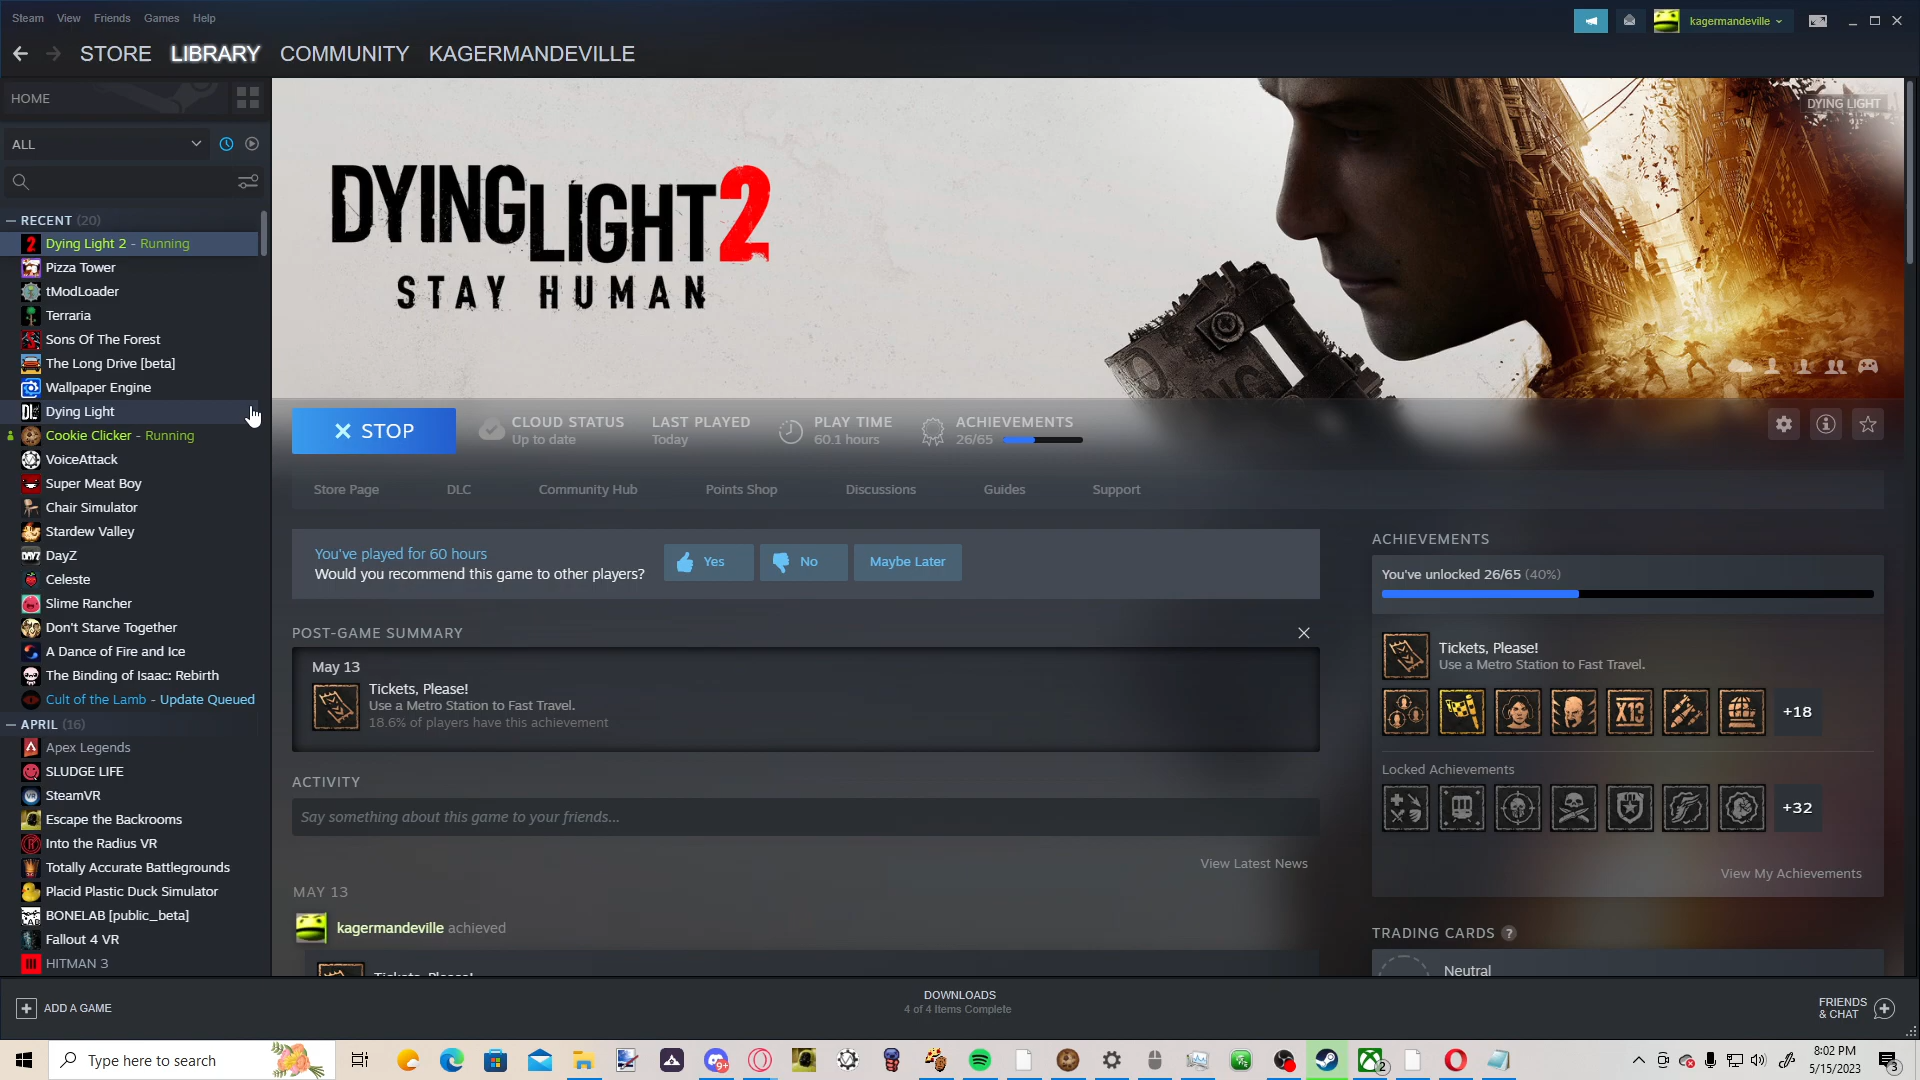 Steam View Friends Games Help
kagermandeville
STORE LIBRARY COMMUNITY KAGERMANDEVILLE
HOME
ALL
RECENT (20)
Dying Light 2 - Running
Pizza Tower
tModLoader
Terraria
Sons Of The Forest
The Long Drive [beta]
Wallpaper Engine
Dying Light
Cookie Clicker - Running
VoiceAttack
Super Meat Boy
Chair Simulator
Stardew Valley
DayZ
Celeste
Slime Rancher
Don't Starve Together
A Dance of Fire and Ice
The Binding of Isaac: Rebirth
Cult of the Lamb - Update Queued
APRIL (16)
Apex Legends
SLUDGE LIFE
SteamVR
Escape the Backrooms
Into the Radius VR
Totally Accurate Battlegrounds
Placid Plastic Duck Simulator
BONELAB [public_beta]
Fallout 4 VR
HITMAN 3
DYING LIGHT
DYING LIGHT 2
STAY HUMAN
STOP
CLOUD STATUS
Up to date
LAST PLAYED
Today
PLAY TIME
60.1 hours
ACHIEVEMENTS
26/65
Store Page DLC Community Hub Points Shop Discussions Guides Support
You've played for 60 hours
Would you recommend this game to other players?
Yes No Maybe Later
POST-GAME SUMMARY
May 13
Tickets, Please!
Use a Metro Station to Fast Travel.
18.6% of players have this achievement
ACTIVITY
Say something about this game to your friends...
View Latest News
MAY 13
kagermandeville achieved
Tickets, Please!
ACHIEVEMENTS
You've unlocked 26/65 (40%)
Tickets, Please!
Use a Metro Station to Fast Travel.
X13
+18
Locked Achievements
+32
View My Achievements
TRADING CARDS ?
Neutral
ADD A GAME
DOWNLOADS
4 of 4 Items Complete
FRIENDS
& CHAT
Type here to search
9+
2
8:02 PM
5/15/2023
3